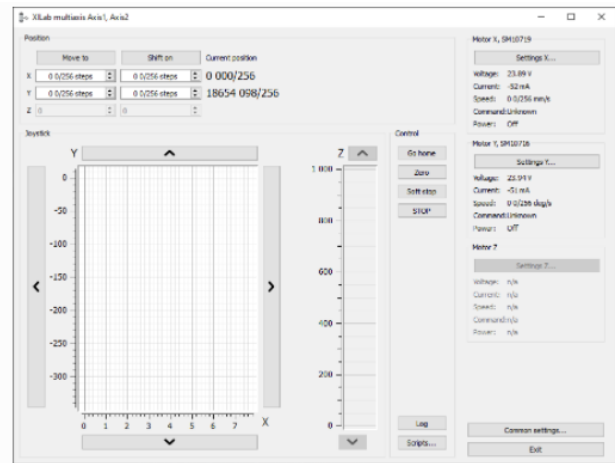 XILab multiaxis Axis1, Axis2
Position
Move to Shift on Current position
X 0 0/256 steps 0 0/256 steps 0 000/256
Y 0 0/256 steps 0 0/256 steps 18654 098/256
Z 0 0
Joystick
Y
0
-50
-100
-150
-200
-250
-300
0 1 2 3 4 5 6 7
X
Z
1 000
800
600
400
200
0
Control
Go home
Zero
Soft stop
STOP
Log
Scripts...
Motor X, SM10719
Settings X...
Voltage: 23.89 V
Current: -52 mA
Speed: 0 0/256 mm/s
Command:Unknown
Power: Off
Motor Y, SM10716
Settings Y...
Voltage: 23.94 V
Current: -51 mA
Speed: 0 0/256 deg/s
Command:Unknown
Power: Off
Motor Z
Settings Z...
Voltage: n/a
Current: n/a
Speed: n/a
Command:n/a
Power: n/a
Common settings...
Exit